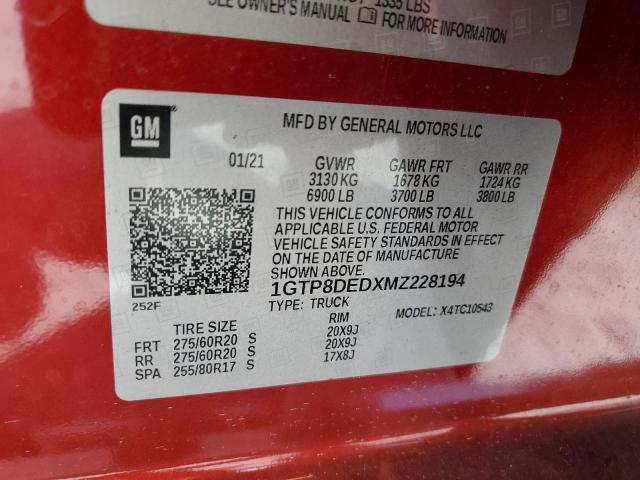 1335 LBS
SEE OWNER'S MANUAL FOR MORE INFORMATION
GM
MFD BY GENERAL MOTORS LLC
01/21 GVWR GAWR FRT GAWR RR
3130 KG 1678 KG 1724 KG
6900 LB 3700 LB 3800 LB
THIS VEHICLE CONFORMS TO ALL
APPLICABLE U.S. FEDERAL MOTOR
VEHICLE SAFETY STANDARDS IN EFFECT
ON THE DATE OF MANUFACTURE
SHOWN ABOVE.
1GTP8DEDXMZ228194
252F TYPE: TRUCK MODEL: X4TC10543
TIRE SIZE RIM
FRT 275/60R20 S 20X9J
RR 275/60R20 S 20X9J
SPA 255/80R17 S 17X8J